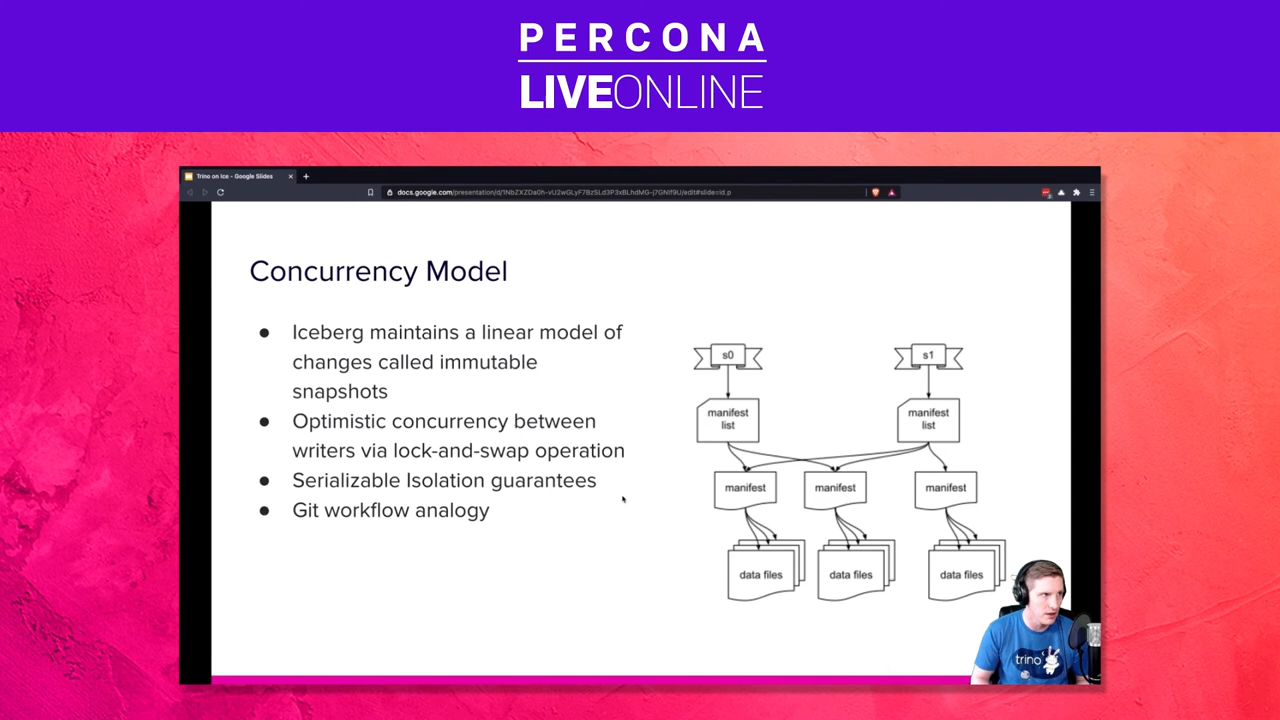 PERCONA
LIVEONLINE
Trino on Ice - Google Slides
Concurrency Model
● Iceberg maintains a linear model of
changes called immutable
snapshots
● Optimistic concurrency between
writers via lock-and-swap operation
● Serializable Isolation guarantees
● Git workflow analogy
s0
s1
manifest
list
manifest
list
manifest
manifest
manifest
data files
data files
data files
trino